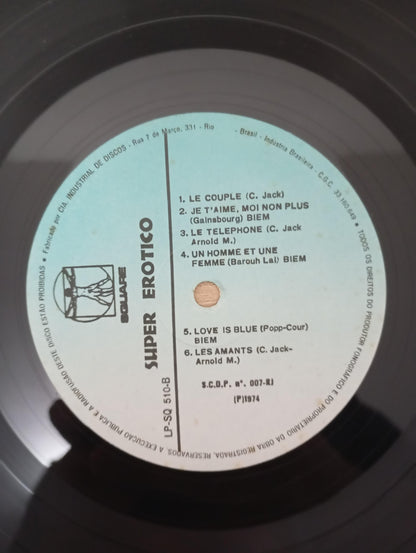 • Fabricado por CIA. INDUSTRIAL DE DISCOS - Rua 7 de Março, 331 - Rio - Brasil - Indústria Brasileira - C.G.C. 33 160.649 • TODOS OS DIREITOS DO PRODUTOR FONOGRÁFICO E DO PROPRIETÁRIO DA OBRA REGISTRADA, RESERVADOS. A EXECUÇÃO PÚBLICA E A RADIOFUSÃO DESTE DISCO ESTÃO PROIBIDAS
SQUARE
SUPER EROTICO
LP-SQ 510-B
1. LE COUPLE (C. Jack)
2. JE T'AIME, MOI NON PLUS
(Gainsbourg) BIEM
3. LE TELEPHONE (C. Jack
Arnold M.)
4. UN HOMME ET UNE
FEMME (Barouh Lai) BIEM
5. LOVE IS BLUE (Popp-Cour)
BIEM
6. LES AMANTS (C. Jack-
Arnold M.)
S.C.D.P. nº. 007-RJ
(P)1974